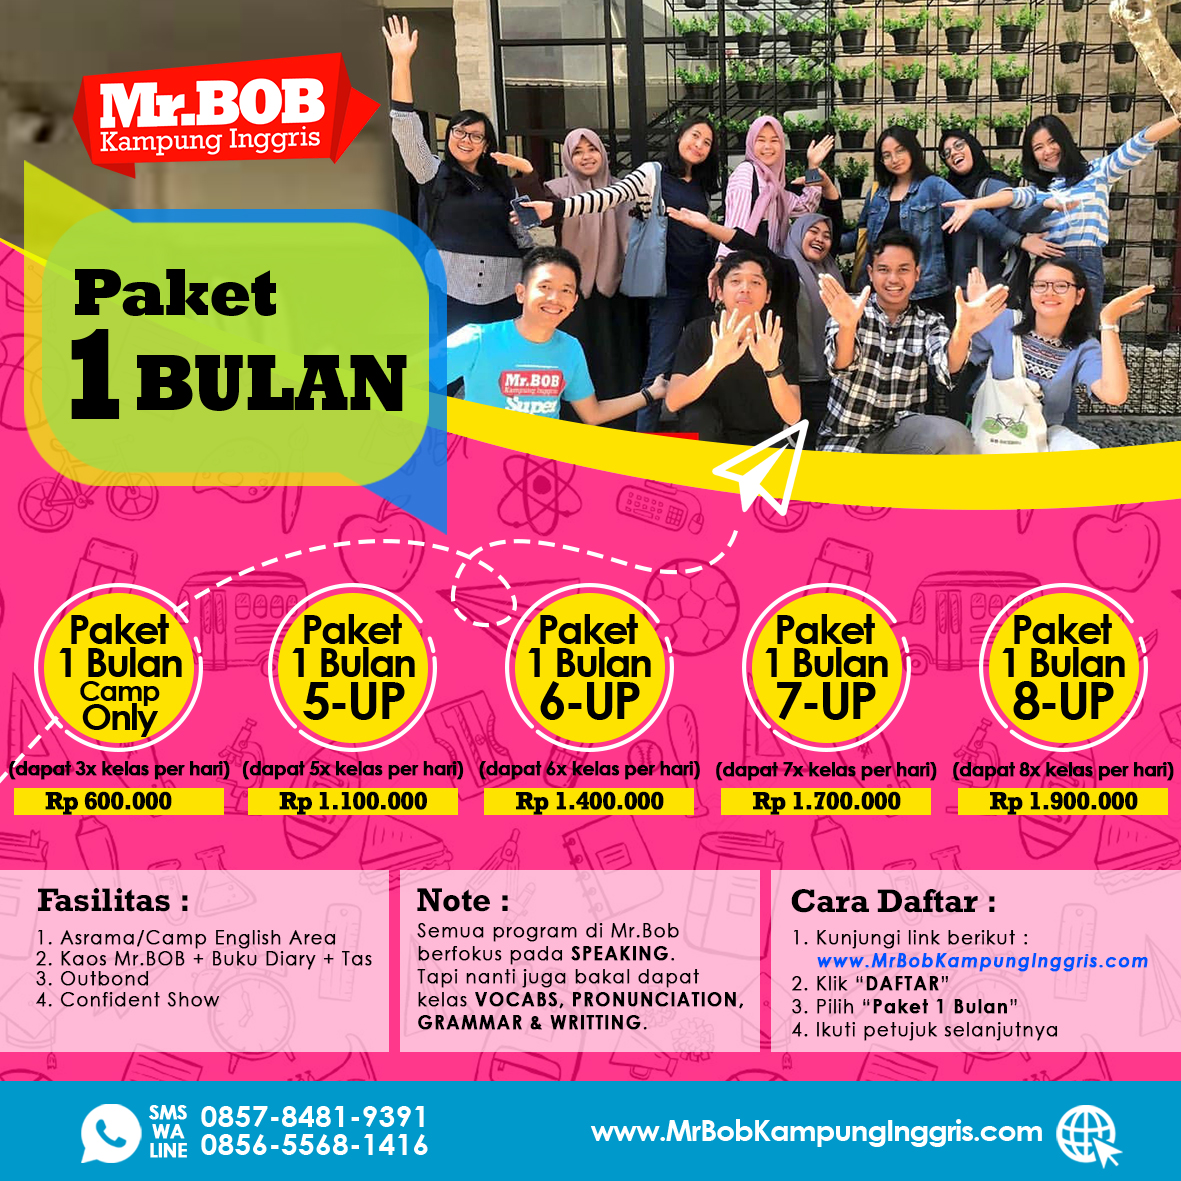 Mr.BOB
Kampung Inggris
Paket
1 BULAN
Mr.BOB
Kampung Inggris
Super
Paket
1 Bulan
Camp
Only
(dapat 3x kelas per hari)
Rp 600.000
Paket
1 Bulan
5-UP
(dapat 5x kelas per hari)
Rp 1.100.000
Paket
1 Bulan
6-UP
(dapat 6x kelas per hari)
Rp 1.400.000
Paket
1 Bulan
7-UP
(dapat 7x kelas per hari)
Rp 1.700.000
Paket
1 Bulan
8-UP
(dapat 8x kelas per hari)
Rp 1.900.000
Fasilitas :
1. Asrama/Camp English Area
2. Kaos Mr.BOB + Buku Diary + Tas
3. Outbond
4. Confident Show
Note :
Semua program di Mr.Bob
berfokus pada SPEAKING.
Tapi nanti juga bakal dapat
kelas VOCABS, PRONUNCIATION,
GRAMMAR & WRITTING.
Cara Daftar :
1. Kunjungi link berikut :
www.MrBobKampungInggris.com
2. Klik “DAFTAR”
3. Pilih “Paket 1 Bulan”
4. Ikuti petujuk selanjutnya
SMS
WA
LINE
0857-8481-9391
0856-5568-1416
www.MrBobKampungInggris.com